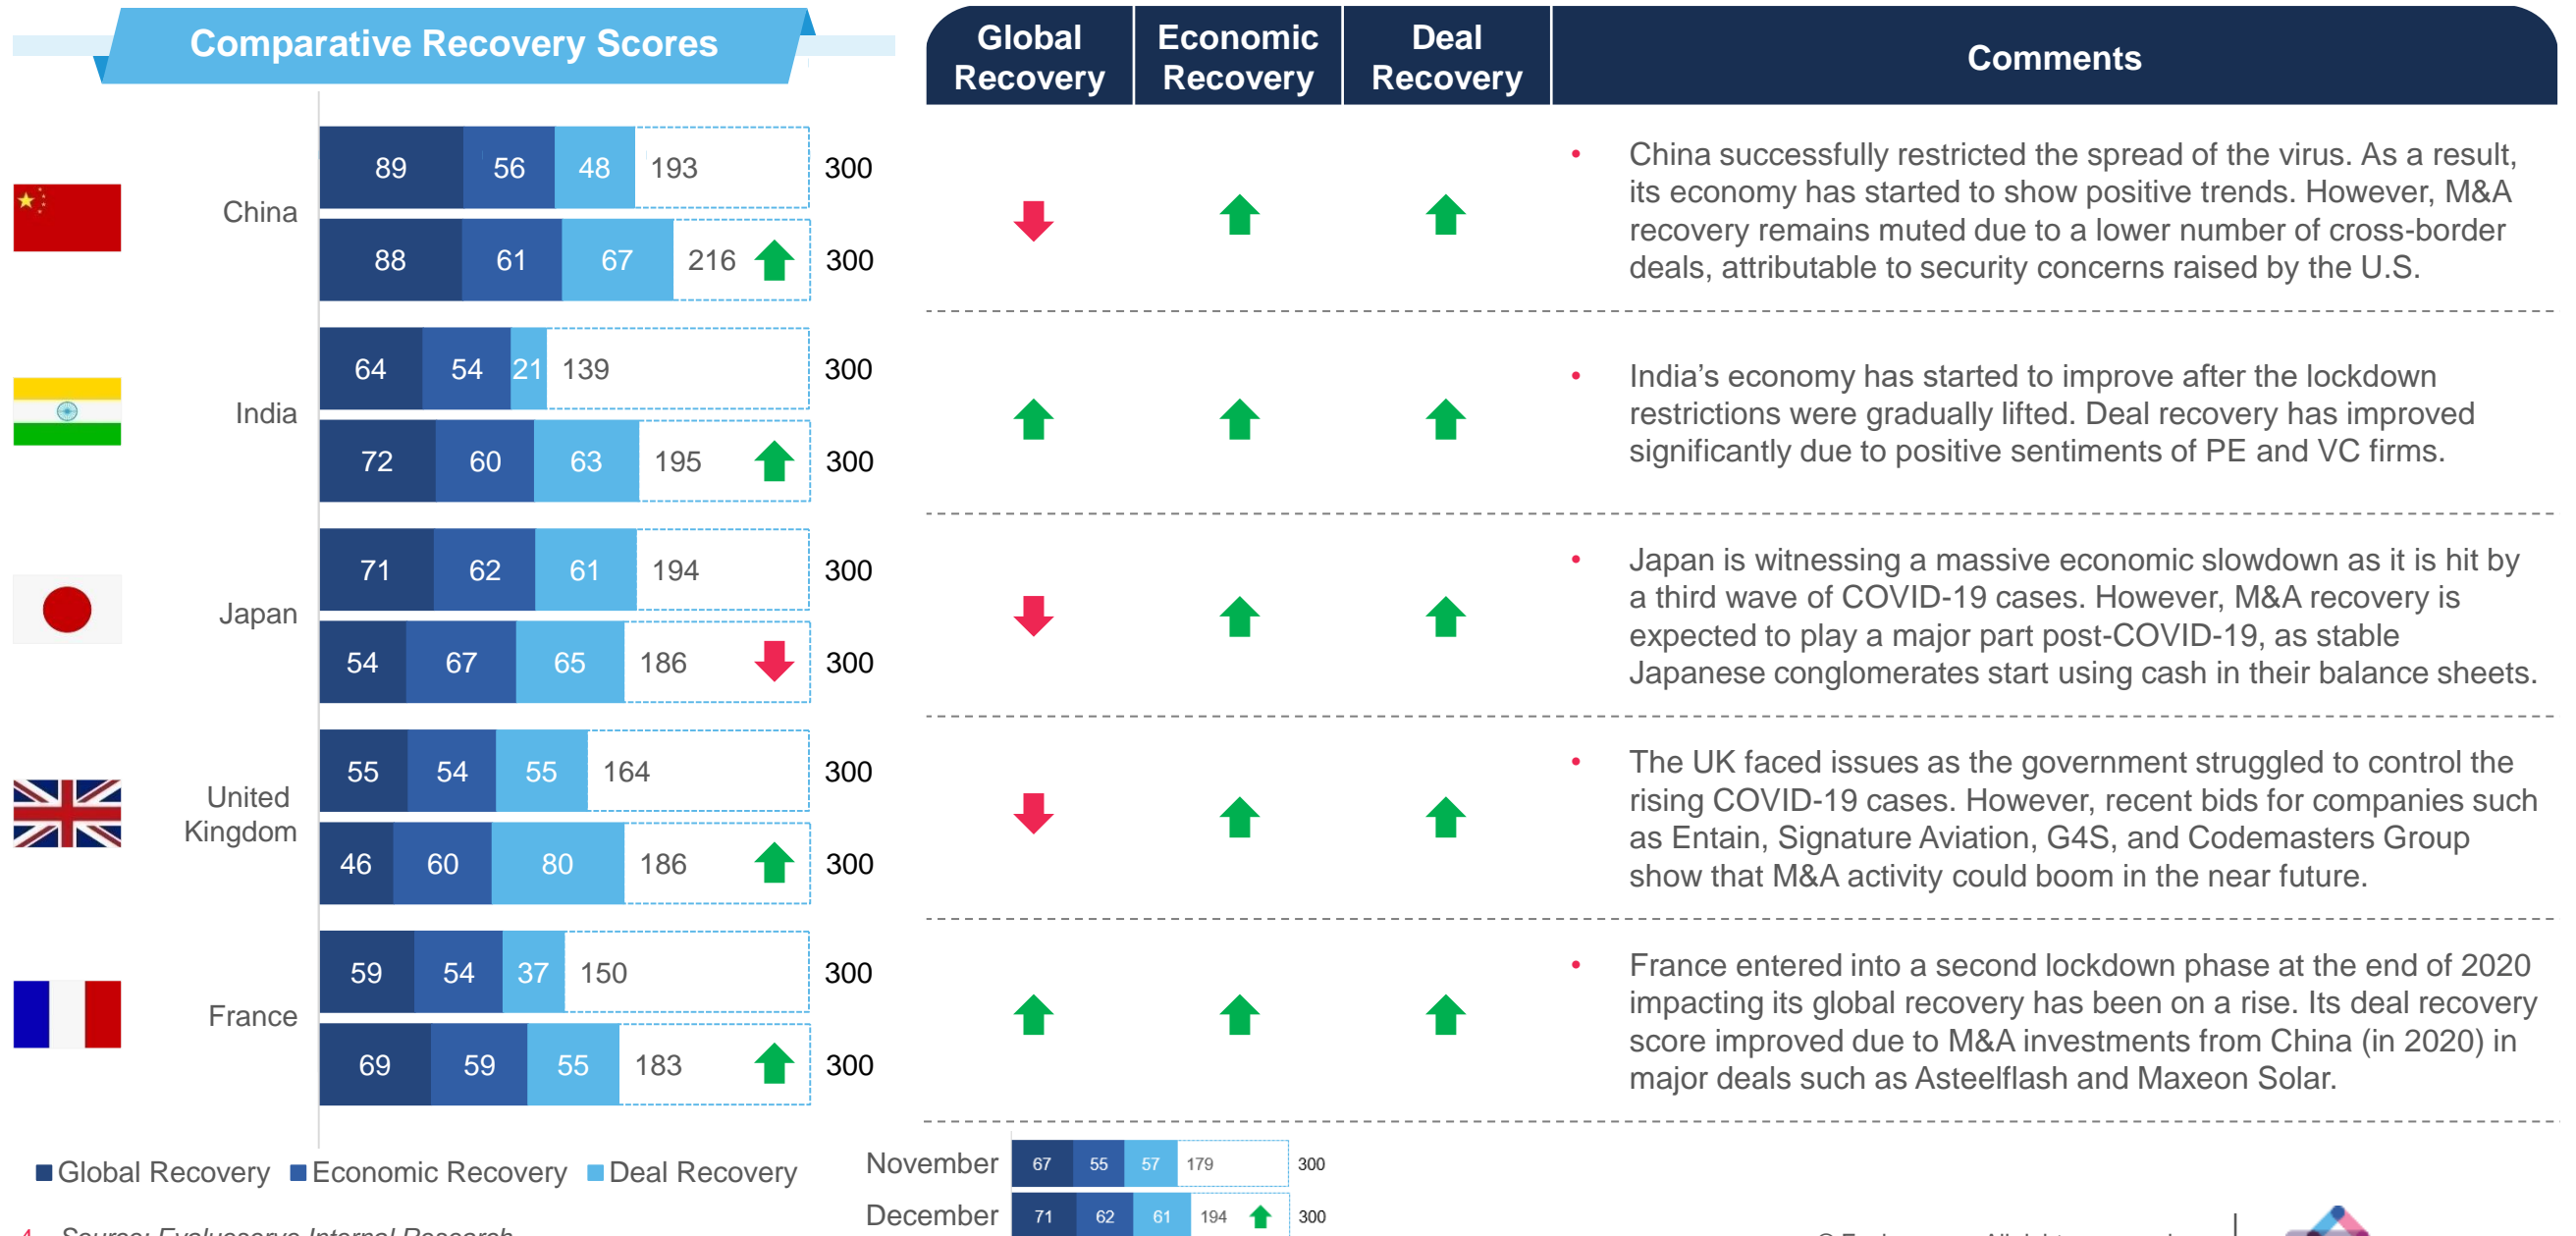 Comparative Recovery Scores
Global Recovery
Economic Recovery
Deal Recovery
Comments
China
89 56 48 193 300
88 61 67 216 300
• China successfully restricted the spread of the virus. As a result,
its economy has started to show positive trends. However, M&A
recovery remains muted due to a lower number of cross-border
deals, attributable to security concerns raised by the U.S.
India
64 54 21 139 300
72 60 63 195 300
• India’s economy has started to improve after the lockdown
restrictions were gradually lifted. Deal recovery has improved
significantly due to positive sentiments of PE and VC firms.
Japan
71 62 61 194 300
54 67 65 186 300
• Japan is witnessing a massive economic slowdown as it is hit by
a third wave of COVID-19 cases. However, M&A recovery is
expected to play a major part post-COVID-19, as stable
Japanese conglomerates start using cash in their balance sheets.
United
Kingdom
55 54 55 164 300
46 60 80 186 300
• The UK faced issues as the government struggled to control the
rising COVID-19 cases. However, recent bids for companies such
as Entain, Signature Aviation, G4S, and Codemasters Group
show that M&A activity could boom in the near future.
France
59 54 37 150 300
69 59 55 183 300
• France entered into a second lockdown phase at the end of 2020
impacting its global recovery has been on a rise. Its deal recovery
score improved due to M&A investments from China (in 2020) in
major deals such as Asteelflash and Maxeon Solar.
Global Recovery Economic Recovery Deal Recovery
November 67 55 57 179 300
December 71 62 61 194 300
Source: Evalueserve Internal Research